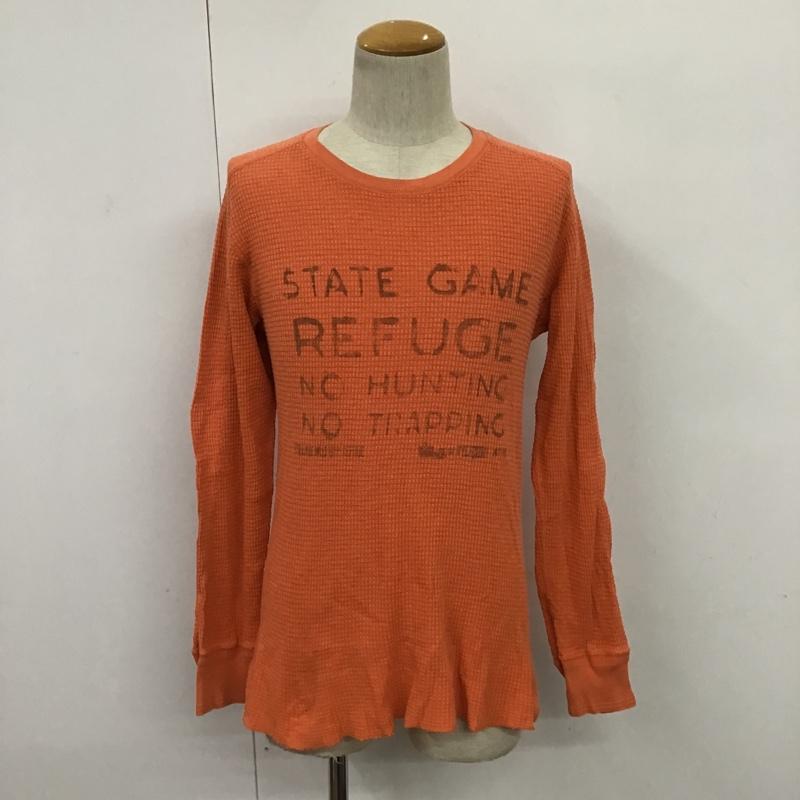 STATE GAME
REFUGE
NO HUNTING
NO TRAPPING